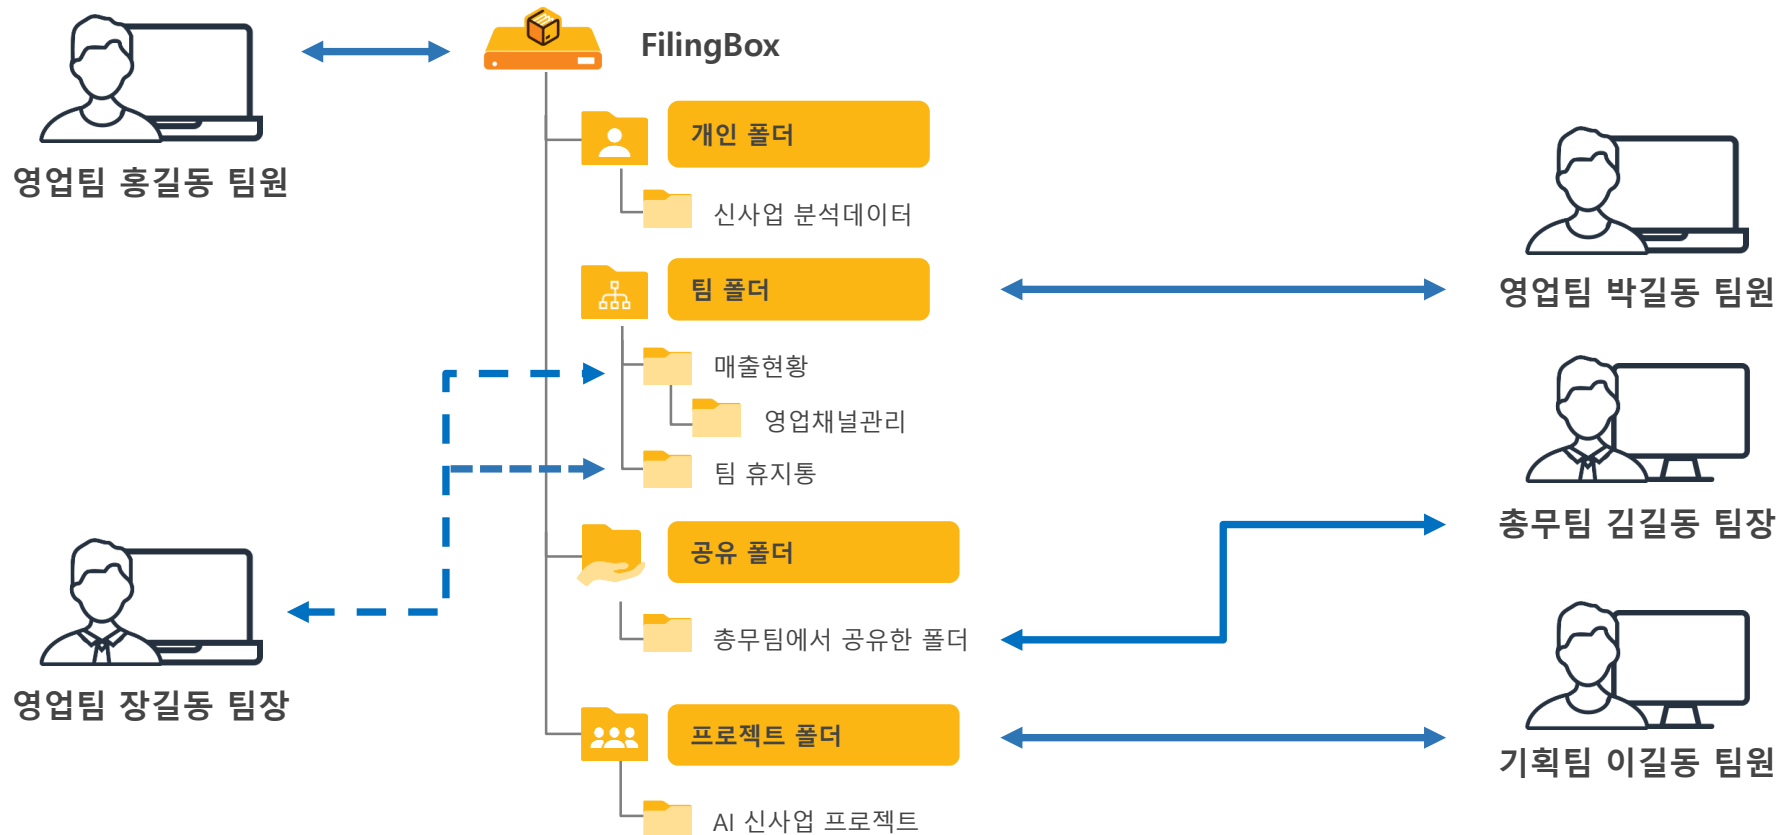 FilingBox
영업팀 홍길동 팀원
개인 폴더
신사업 분석데이터
팀 폴더
영업팀 박길동 팀원
매출현황
영업채널관리
팀 휴지통
총무팀 김길동 팀장
공유 폴더
총무팀에서 공유한 폴더
영업팀 장길동 팀장
프로젝트 폴더
기획팀 이길동 팀원
AI 신사업 프로젝트